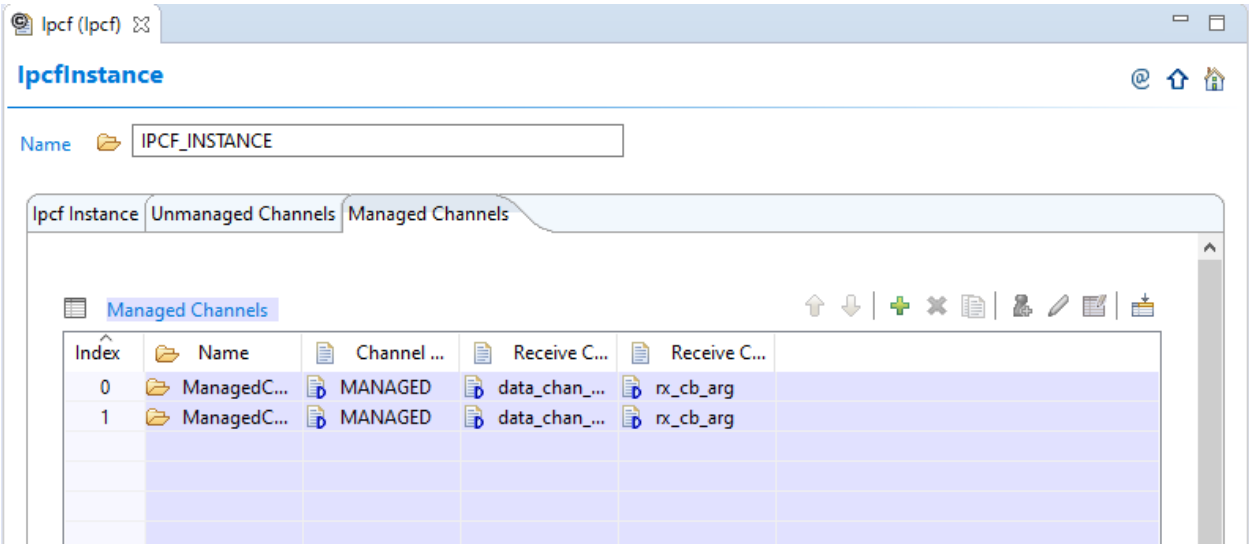 Ipcf (Ipcf)
IpcfInstance
Name IPCF_INSTANCE
Ipcf Instance Unmanaged Channels Managed Channels
Managed Channels
Index Name Channel ... Receive C... Receive C...
0 ManagedC... MANAGED data_chan_... rx_cb_arg
1 ManagedC... MANAGED data_chan_... rx_cb_arg